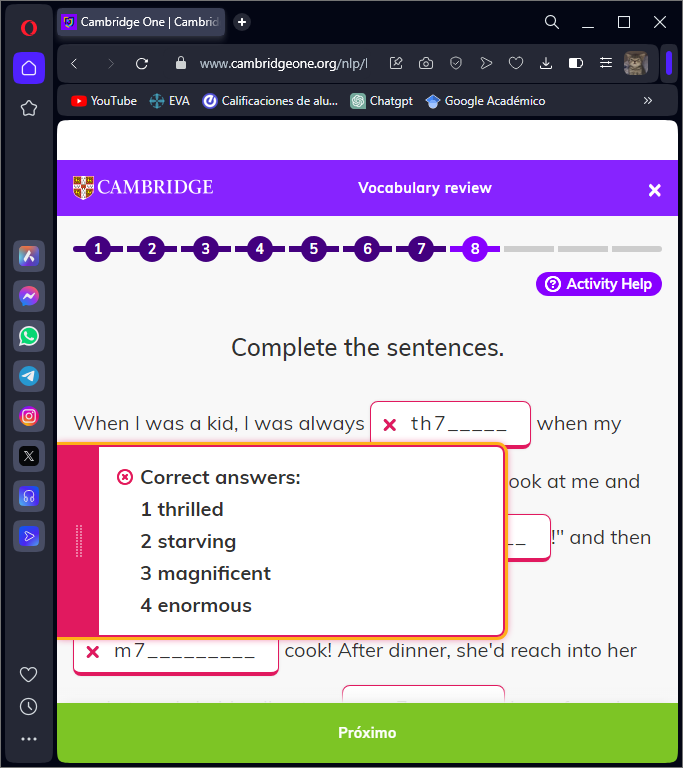 Cambridge One | Cambrid
www.cambridgeone.org/nlp/l
YouTube EVA Calificaciones de alu... Chatgpt Google Académico »
CAMBRIDGE Vocabulary review
1 2 3 4 5 6 7 8
Activity Help
Complete the sentences.
When I was a kid, I was always th7_____ when my
ook at me and
__!" and then
Correct answers:
1 thrilled
2 starving
3 magnificent
4 enormous
m7_________ cook! After dinner, she'd reach into her
Próximo